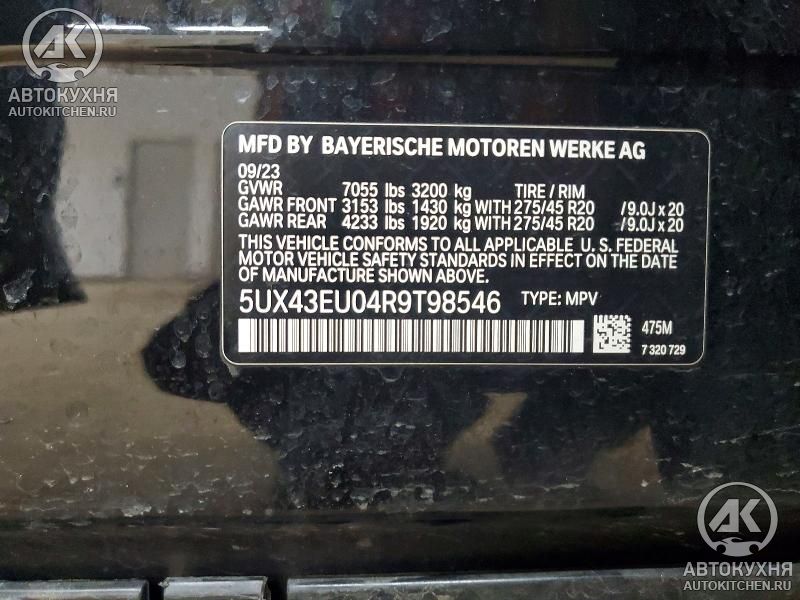 AK
АВТОКУХНЯ
AUTOKITCHEN.RU
MFD BY BAYERISCHE MOTOREN WERKE AG
09/23
GVWR 7055 lbs 3200 kg TIRE / RIM
GAWR FRONT 3153 lbs 1430 kg WITH 275/45 R20 /9.0J x 20
GAWR REAR 4233 lbs 1920 kg WITH 275/45 R20 /9.0J x 20
THIS VEHICLE CONFORMS TO ALL APPLICABLE U. S. FEDERAL
MOTOR VEHICLE SAFETY STANDARDS IN EFFECT ON THE DATE
OF MANUFACTURE SHOWN ABOVE.
5UX43EU04R9T98546 TYPE: MPV
475M
7 320 729
AK
АВТОКУХНЯ
AUTOKITCHEN.RU